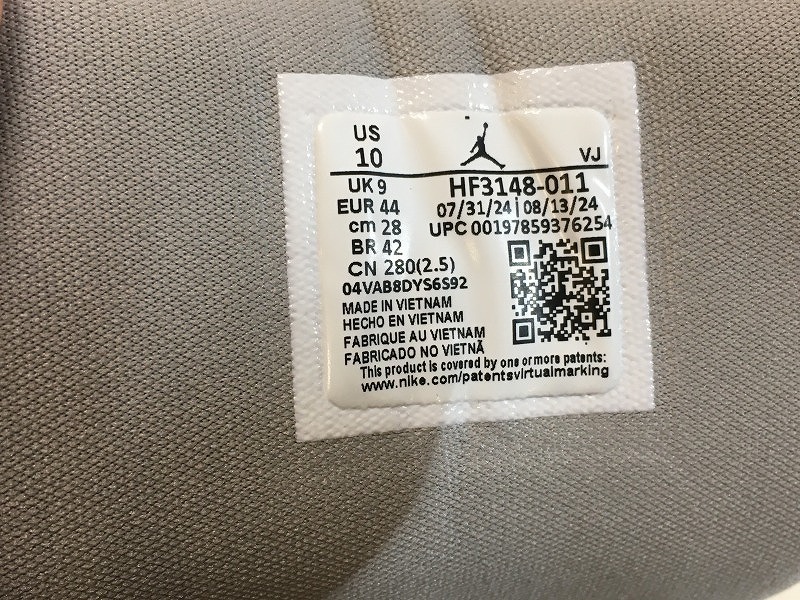 US
10
VJ
UK 9
HF3148-011
EUR 44
07/31/24|08/13/24
cm 28
UPC 00197859376254
BR 42
CN 280(2.5)
04VAB8DYS6S92
MADE IN VIETNAM
HECHO EN VIETNAM
FABRIQUE AU VIETNAM
FABRICADO NO VIETNÃ
This product is covered by one or more patents:
www.nike.com/patentsvirtualmarking